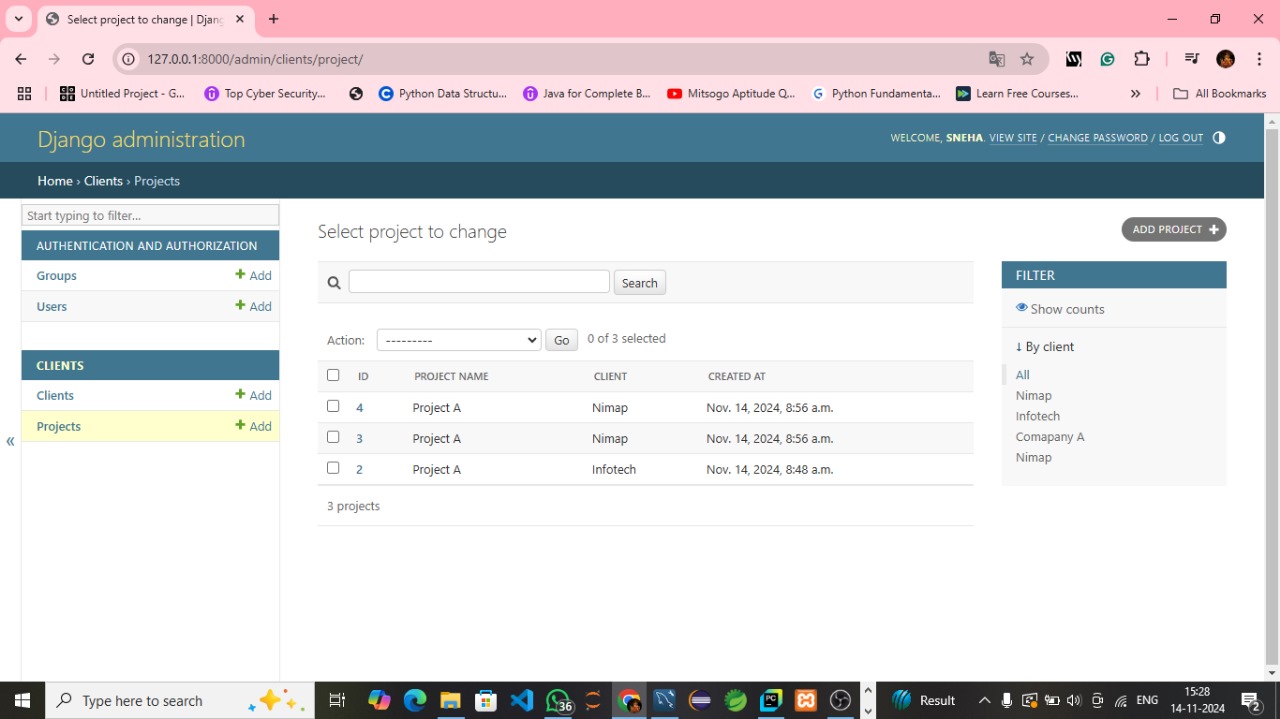 Select project to change | Djang
127.0.0.1:8000/admin/clients/project/
Untitled Project - G... Top Cyber Security... Python Data Structu... Java for Complete B... Mitsogo Aptitude Q... Python Fundamenta... Learn Free Courses... » All Bookmarks
Django administration
WELCOME, SNEHA. VIEW SITE / CHANGE PASSWORD / LOG OUT
Home › Clients › Projects
Start typing to filter...
AUTHENTICATION AND AUTHORIZATION
Groups + Add
Users + Add
CLIENTS
Clients + Add
Projects + Add
«
Select project to change
ADD PROJECT +
Search
Action: --------- Go 0 of 3 selected
ID PROJECT NAME CLIENT CREATED AT
4 Project A Nimap Nov. 14, 2024, 8:56 a.m.
3 Project A Nimap Nov. 14, 2024, 8:56 a.m.
2 Project A Infotech Nov. 14, 2024, 8:48 a.m.
3 projects
FILTER
Show counts
↓ By client
All
Nimap
Infotech
Comapany A
Nimap
Type here to search
36
PC
Result
ENG
15:28
14-11-2024
2